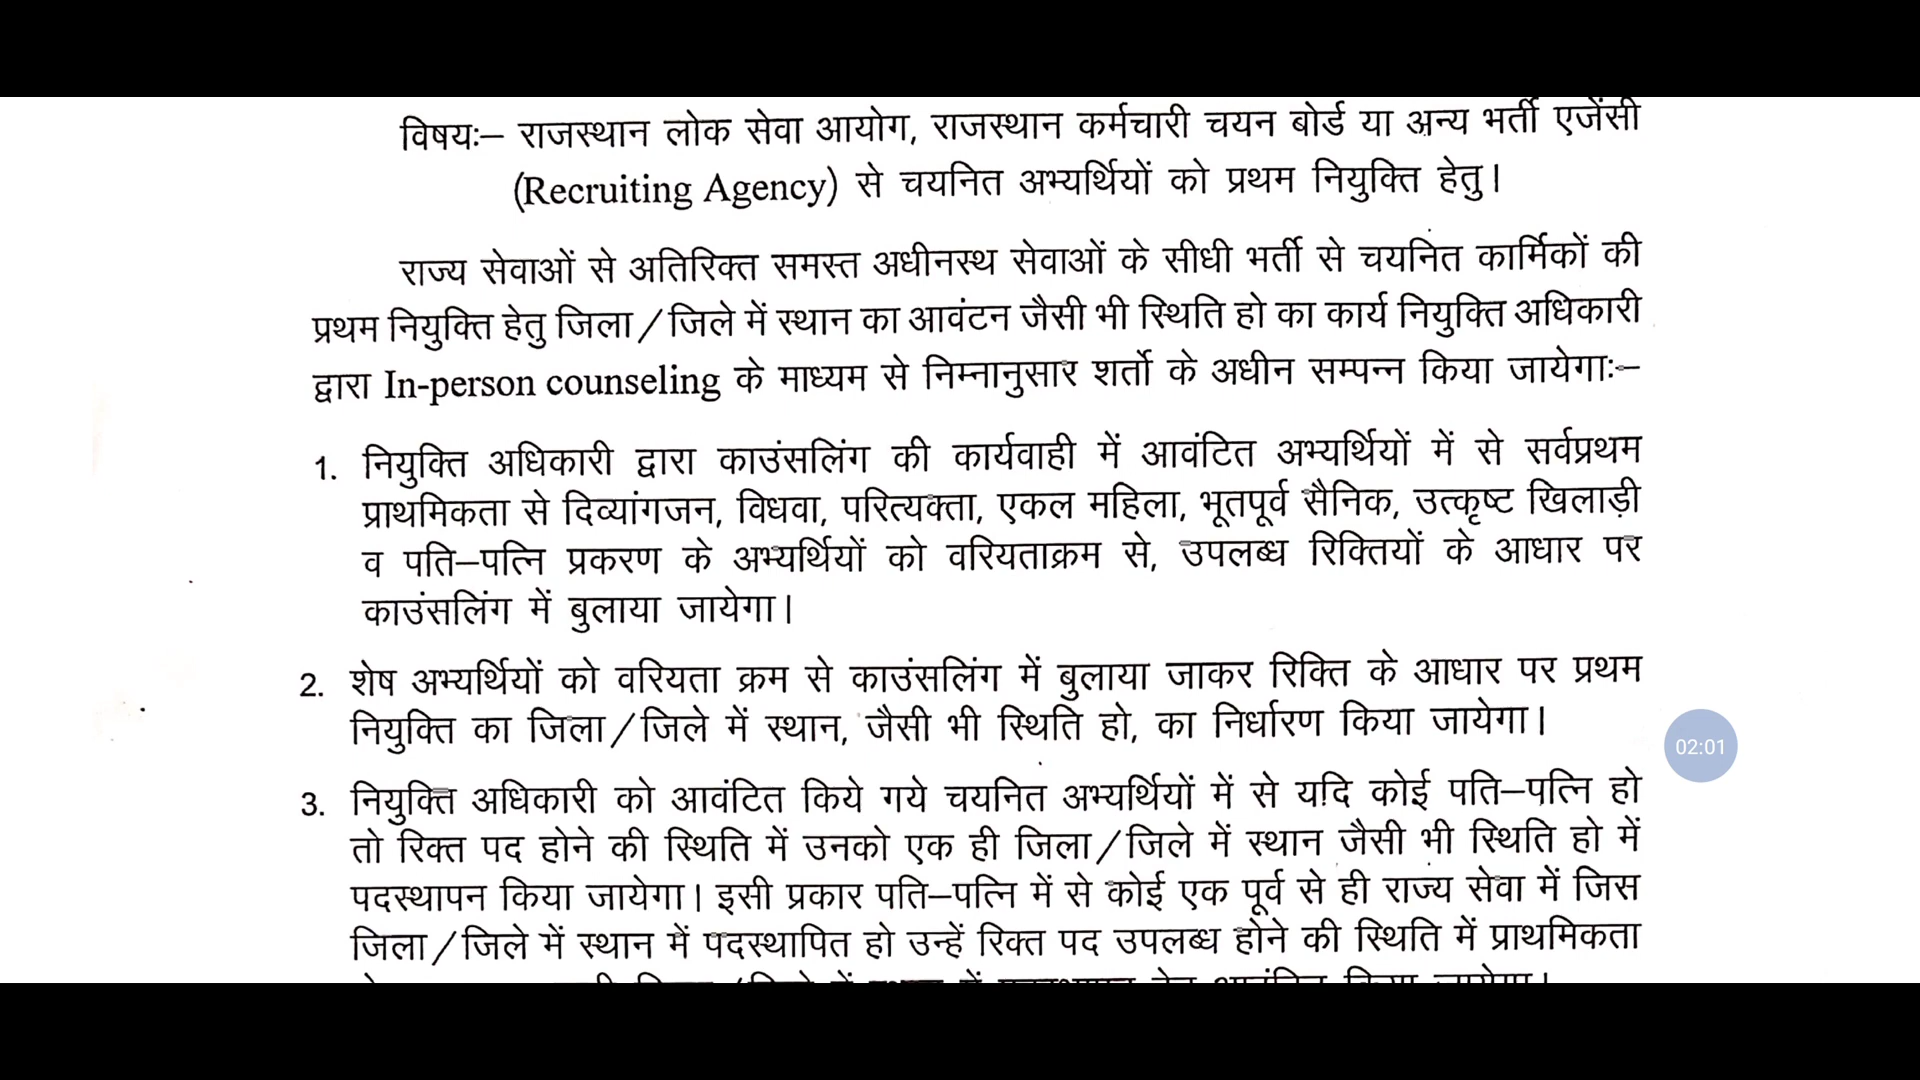 विषयः– राजस्थान लोक सेवा आयोग, राजस्थान कर्मचारी चयन बोर्ड या अन्य भर्ती एजेंसी
(Recruiting Agency) से चयनित अभ्यर्थियों को प्रथम नियुक्ति हेतु।
राज्य सेवाओं से अतिरिक्त समस्त अधीनस्थ सेवाओं के सीधी भर्ती से चयनित कार्मिकों की
प्रथम नियुक्ति हेतु जिला/जिले में स्थान का आवंटन जैसी भी स्थिति हो का कार्य नियुक्ति अधिकारी
द्वारा In-person counseling के माध्यम से निम्नानुसार शर्तो के अधीन सम्पन्न किया जायेगाः–
1. नियुक्ति अधिकारी द्वारा काउंसलिंग की कार्यवाही में आवंटित अभ्यर्थियों में से सर्वप्रथम
प्राथमिकता से दिव्यांगजन, विधवा, परित्यक्ता, एकल महिला, भूतपूर्व सैनिक, उत्कृष्ट खिलाड़ी
व पति–पत्नि प्रकरण के अभ्यर्थियों को वरियताक्रम से, उपलब्ध रिक्तियों के आधार पर
काउंसलिंग में बुलाया जायेगा।
2. शेष अभ्यर्थियों को वरियता क्रम से काउंसलिंग में बुलाया जाकर रिक्ति के आधार पर प्रथम
नियुक्ति का जिला/जिले में स्थान, जैसी भी स्थिति हो, का निर्धारण किया जायेगा।
02:01
3. नियुक्ति अधिकारी को आवंटित किये गये चयनित अभ्यर्थियों में से यदि कोई पति–पत्नि हो
तो रिक्त पद होने की स्थिति में उनको एक ही जिला/जिले में स्थान जैसी भी स्थिति हो में
पदस्थापन किया जायेगा। इसी प्रकार पति–पत्नि में से कोई एक पूर्व से ही राज्य सेवा में जिस
जिला/जिले में स्थान में पदस्थापित हो उन्हें रिक्त पद उपलब्ध होने की स्थिति में प्राथमिकता